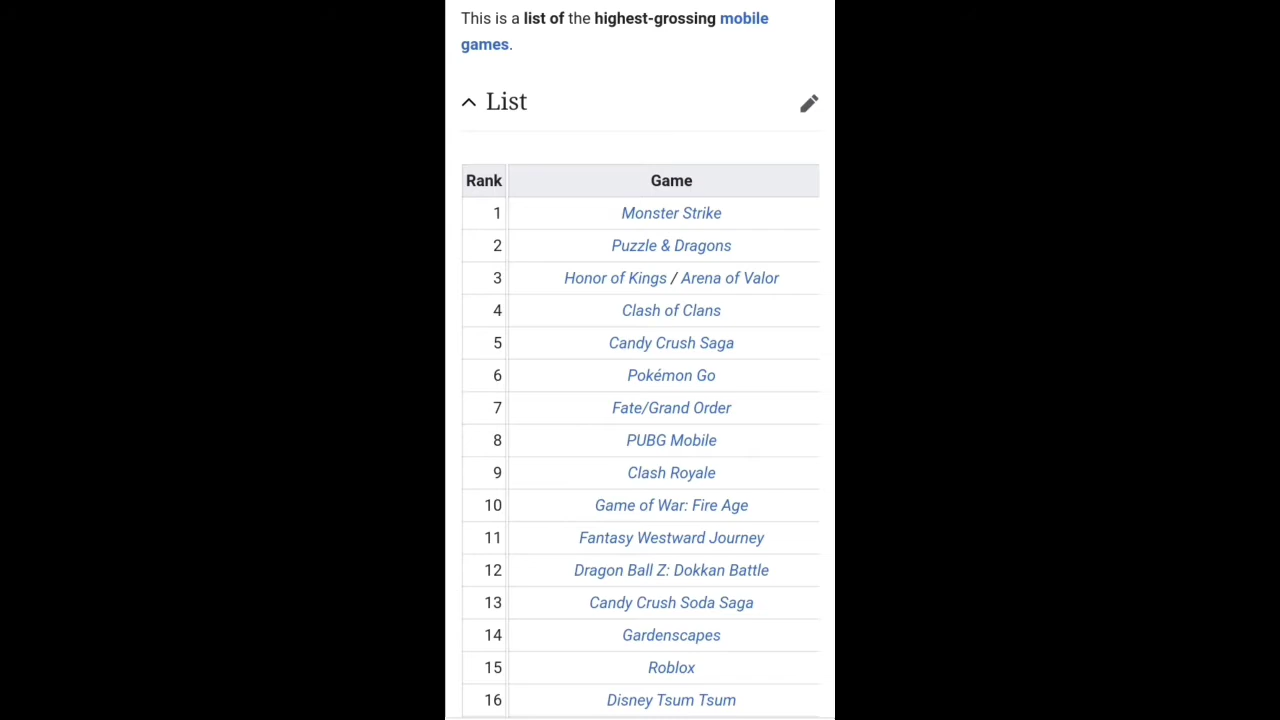 This is a list of the highest-grossing mobile
games.
List
Rank Game
1 Monster Strike
2 Puzzle & Dragons
3 Honor of Kings / Arena of Valor
4 Clash of Clans
5 Candy Crush Saga
6 Pokémon Go
7 Fate/Grand Order
8 PUBG Mobile
9 Clash Royale
10 Game of War: Fire Age
11 Fantasy Westward Journey
12 Dragon Ball Z: Dokkan Battle
13 Candy Crush Soda Saga
14 Gardenscapes
15 Roblox
16 Disney Tsum Tsum